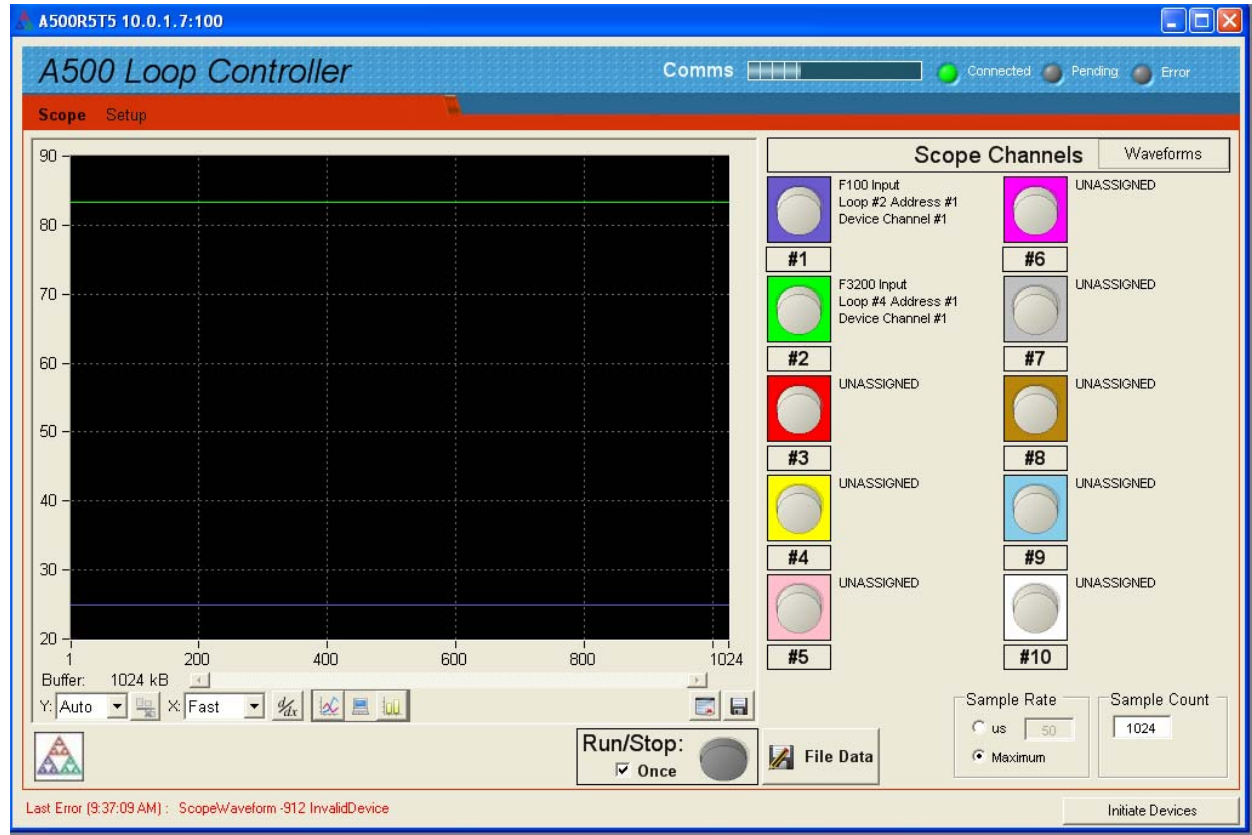 A500R5T5 10.0.1.7:100
A500 Loop Controller
Comms
Connected
Pending
Error
Scope Setup
90
80
70
60
50
40
30
20
1 200 400 600 800 1024
Buffer: 1024 kB
Y: Auto X: Fast d/dx
Run/Stop:
Once
Scope Channels
Waveforms
F100 Input
Loop #2 Address #1
Device Channel #1
#1
F3200 Input
Loop #4 Address #1
Device Channel #1
#2
UNASSIGNED
#3
UNASSIGNED
#4
UNASSIGNED
#5
UNASSIGNED
#6
UNASSIGNED
#7
UNASSIGNED
#8
UNASSIGNED
#9
UNASSIGNED
#10
File Data
Sample Rate
us 50
Maximum
Sample Count
1024
Last Error (9:37:09 AM) : ScopeWaveform -912 InvalidDevice
Initiate Devices